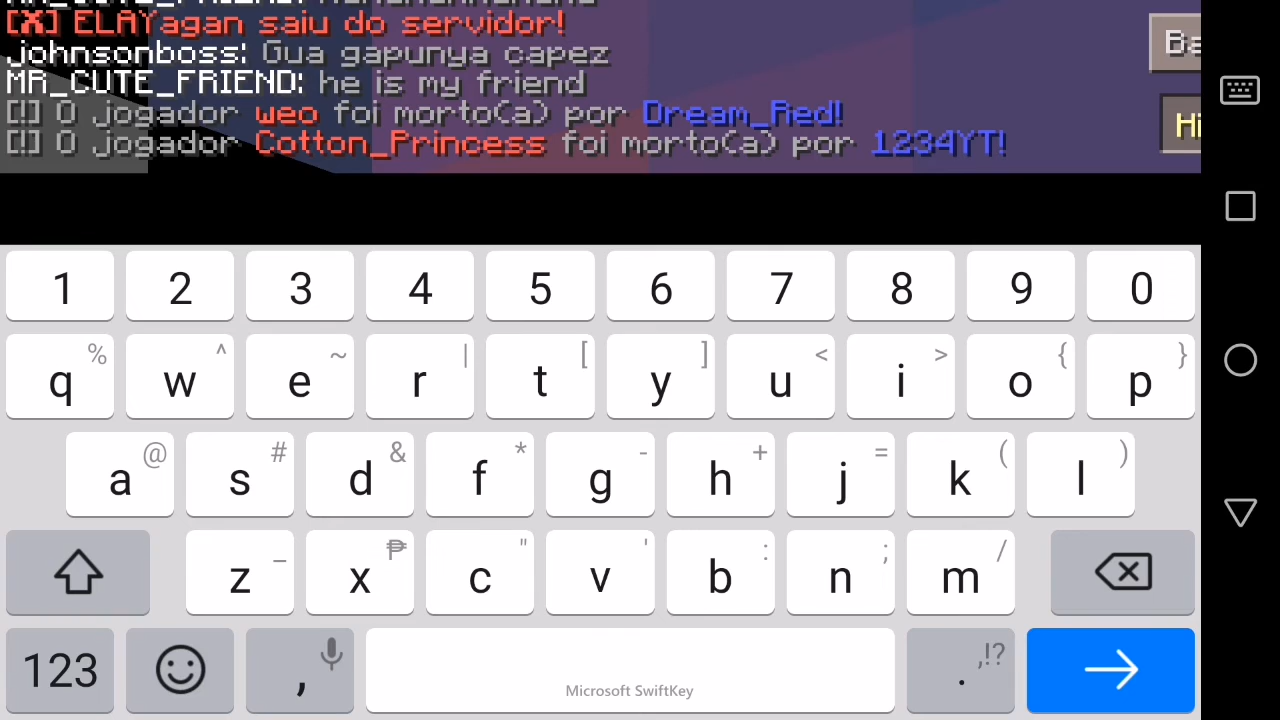 [X] ELAYagan saiu do servidor!
johnsonboss: Gua gapunya capez
MR_CUTE_FRIEND: he is my friend
[!] O jogador weo foi morto(a) por Dream_Red!
[!] O jogador Cotton_Princess foi morto(a) por 1234YT!
1 2 3 4 5 6 7 8 9 0
% ^ ~ | [ ] < > { }
q w e r t y u i o p
@ # & * - + = ( )
a s d f g h j k l
_ ₱ " ' : ; /
z x c v b n m
123 , ,!? .
Microsoft SwiftKey